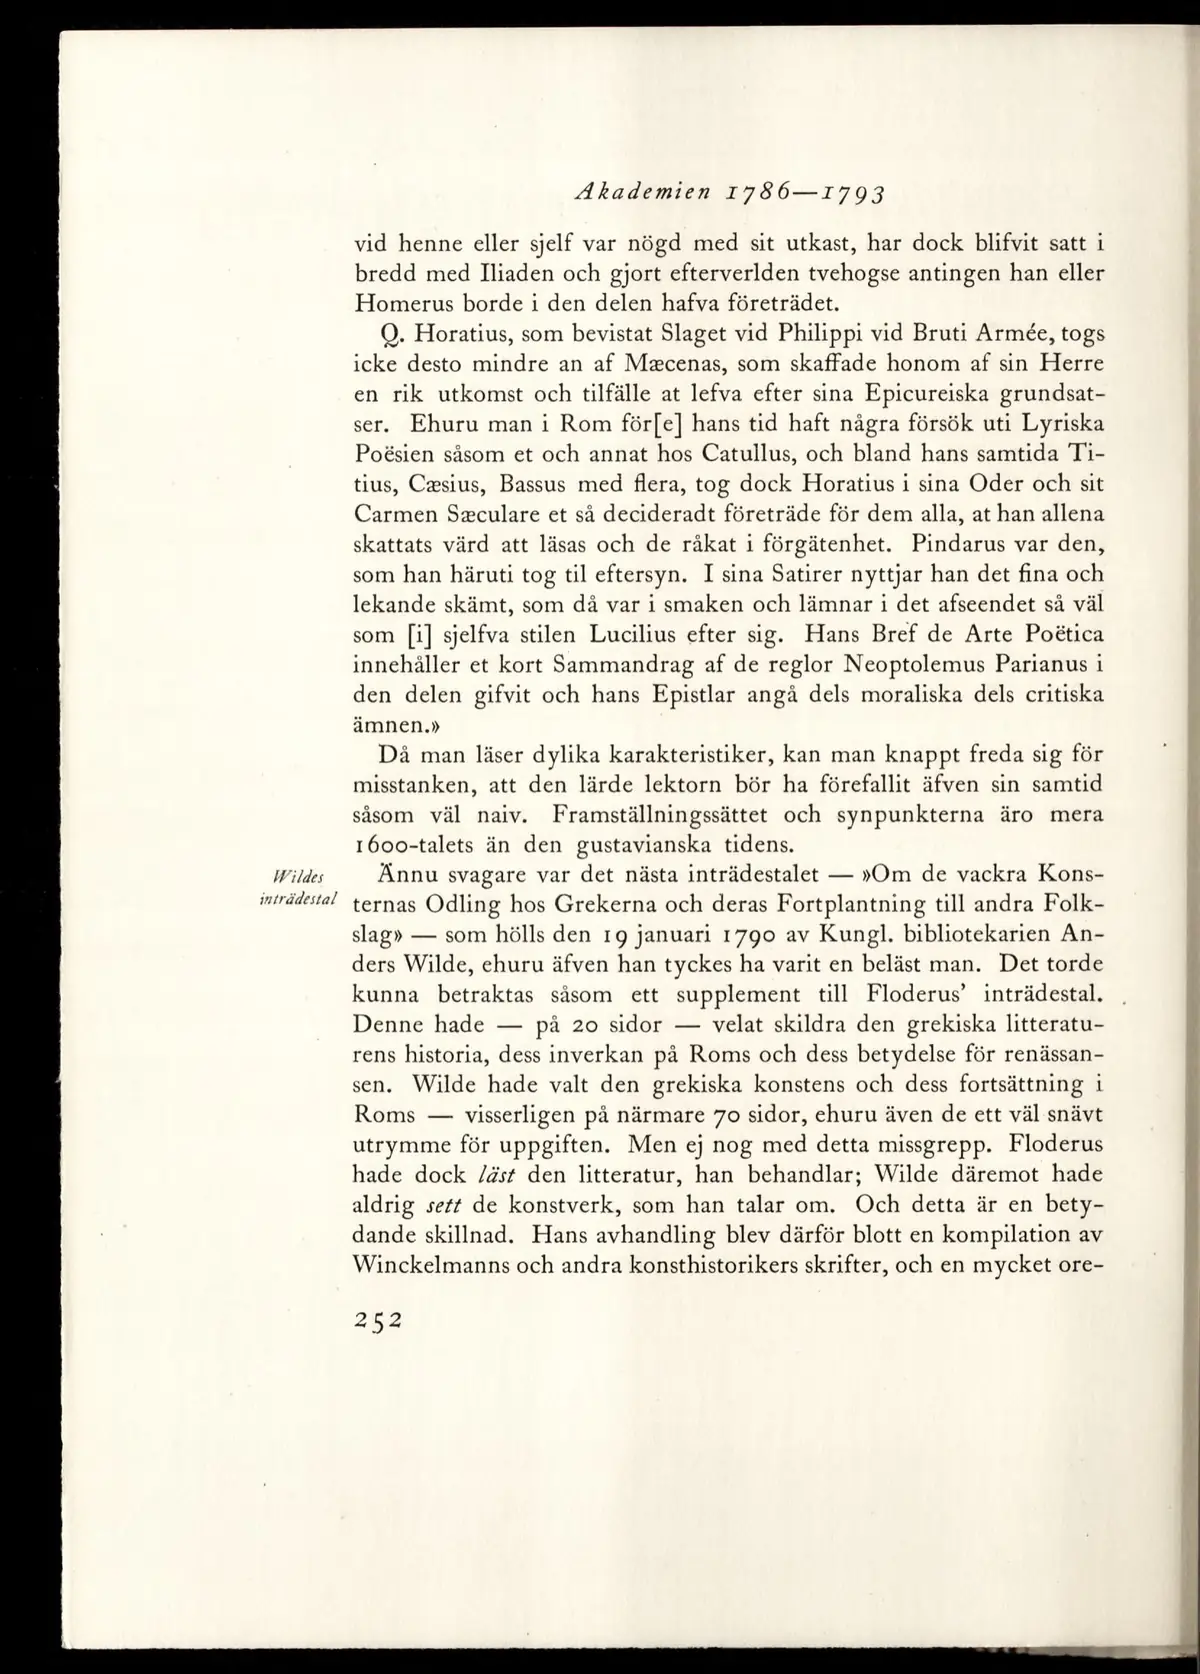 Akademien 1786—1793
vid henne eller sjelf var nögd med sit utkast, har dock blifvit satt i
bredd med Iliaden och gjort efterverlden tvehogse antingen han eller
Homerus borde i den delen hafva företrädet.
Q. Horatius, som bevistat Slaget vid Philippi vid Bruti Armée, togs
icke desto mindre an af Mæcenas, som skaffade honom af sin Herre
en rik utkomst och tilfälle at lefva efter sina Epicureiska grundsat-
ser. Ehuru man i Rom för[e] hans tid haft några försök uti Lyriska
Poësien såsom et och annat hos Catullus, och bland hans samtida Ti-
tius, Cæsius, Bassus med flera, tog dock Horatius i sina Oder och sit
Carmen Sæculare et så decideradt företräde för dem alla, at han allena
skattats värd att läsas och de råkat i förgätenhet. Pindarus var den,
som han häruti tog til eftersyn. I sina Satirer nyttjar han det fina och
lekande skämt, som då var i smaken och lämnar i det afseendet så väl
som [i] sjelfva stilen Lucilius efter sig. Hans Bref de Arte Poëtica
innehåller et kort Sammandrag af de reglor Neoptolemus Parianus i
den delen gifvit och hans Epistlar angå dels moraliska dels critiska
ämnen.»
Då man läser dylika karakteristiker, kan man knappt freda sig för
misstanken, att den lärde lektorn bör ha förefallit äfven sin samtid
såsom väl naiv. Framställningssättet och synpunkterna äro mera
1600-talets än den gustavianska tidens.
Wildes
inträdestal
Ännu svagare var det nästa inträdestalet — »Om de vackra Kons-
ternas Odling hos Grekerna och deras Fortplantning till andra Folk-
slag» — som hölls den 19 januari 1790 av Kungl. bibliotekarien An-
ders Wilde, ehuru äfven han tyckes ha varit en beläst man. Det torde
kunna betraktas såsom ett supplement till Floderus’ inträdestal.
Denne hade — på 20 sidor — velat skildra den grekiska litteratu-
rens historia, dess inverkan på Roms och dess betydelse för renässan-
sen. Wilde hade valt den grekiska konstens och dess fortsättning i
Roms — visserligen på närmare 70 sidor, ehuru även de ett väl snävt
utrymme för uppgiften. Men ej nog med detta missgrepp. Floderus
hade dock läst den litteratur, han behandlar; Wilde däremot hade
aldrig sett de konstverk, som han talar om. Och detta är en bety-
dande skillnad. Hans avhandling blev därför blott en kompilation av
Winckelmanns och andra konsthistorikers skrifter, och en mycket ore-
252